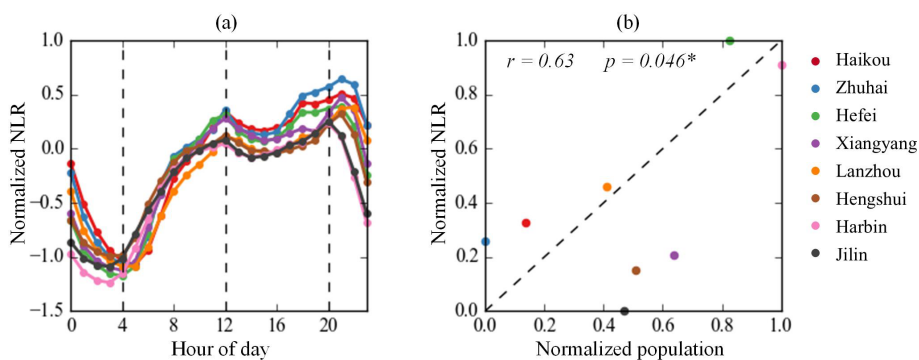 (a)
Normalized NLR
1.0
0.5
0.0
−0.5
−1.0
−1.5
0
4
8
12
16
20
Hour of day
(b)
r = 0.63 p = 0.046*
Normalized NLR
1.0
0.8
0.6
0.4
0.2
0.0
0.0
0.2
0.4
0.6
0.8
1.0
Normalized population
Haikou
Zhuhai
Hefei
Xiangyang
Lanzhou
Hengshui
Harbin
Jilin